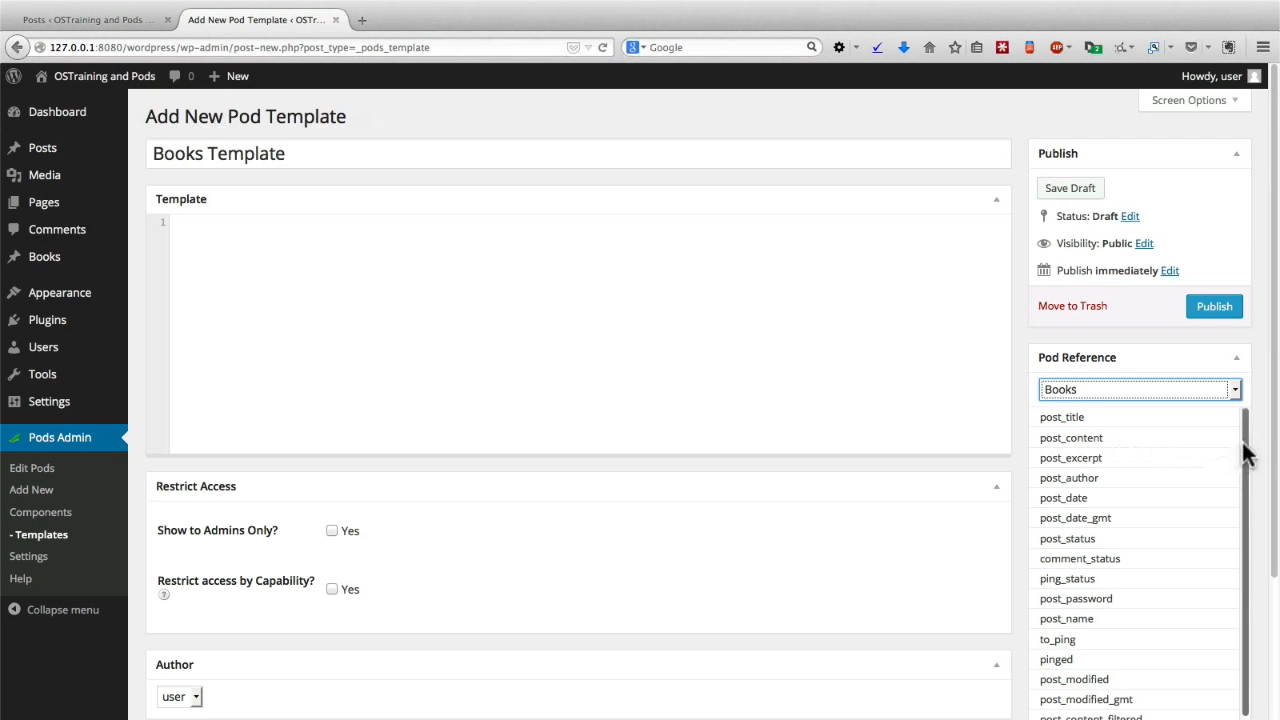 Posts ‹ OSTraining and Pods ...
Add New Pod Template ‹ OSTr...
127.0.0.1:8080/wordpress/wp-admin/post-new.php?post_type=_pods_template
Google
2
OSTraining and Pods
0
New
Howdy, user
Dashboard
Posts
Media
Pages
Comments
Books
Appearance
Plugins
Users
Tools
Settings
Pods Admin
Edit Pods
Add New
Components
- Templates
Settings
Help
Collapse menu
Screen Options
Add New Pod Template
Books Template
Template
1
Restrict Access
Show to Admins Only?
Yes
Restrict access by Capability?
?
Yes
Author
user
Publish
Save Draft
Status: Draft Edit
Visibility: Public Edit
Publish immediately Edit
Move to Trash
Publish
Pod Reference
Books
post_title
post_content
post_excerpt
post_author
post_date
post_date_gmt
post_status
comment_status
ping_status
post_password
post_name
to_ping
pinged
post_modified
post_modified_gmt
post_content_filtered